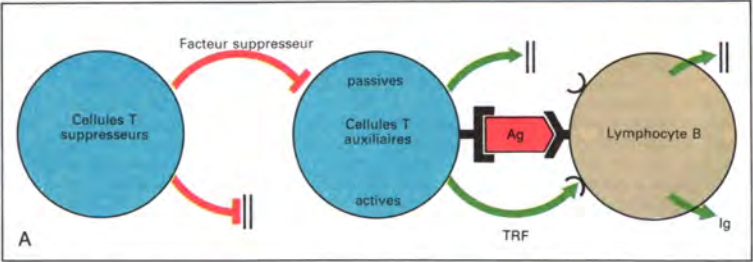 Facteur suppresseur
Cellules T
suppresseurs
passives
Cellules T
auxiliaires
actives
Ag
Lymphocyte B
TRF
Ig
A